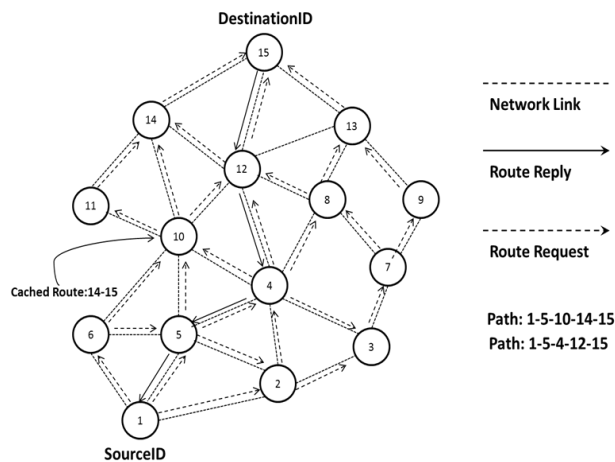 DestinationID
15
14
13
12
11
8
9
10
Cached Route:14-15
7
4
6
5
3
2
1
SourceID
Network Link
Route Reply
Route Request
Path: 1-5-10-14-15
Path: 1-5-4-12-15